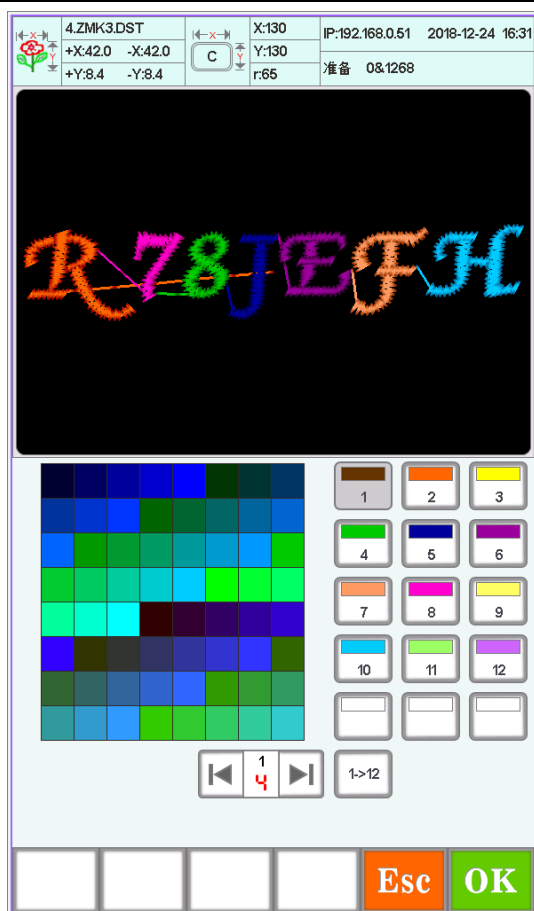 4.ZMK3.DST
+X:42.0 -X:42.0
+Y:8.4 -Y:8.4
X
Y
C
X
Y
X:130
Y:130
r:65
IP:192.168.0.51 2018-12-24 16:31
准备 0&1268
R78JEFH
1 2 3
4 5 6
7 8 9
10 11 12
1
4
1->12
Esc OK